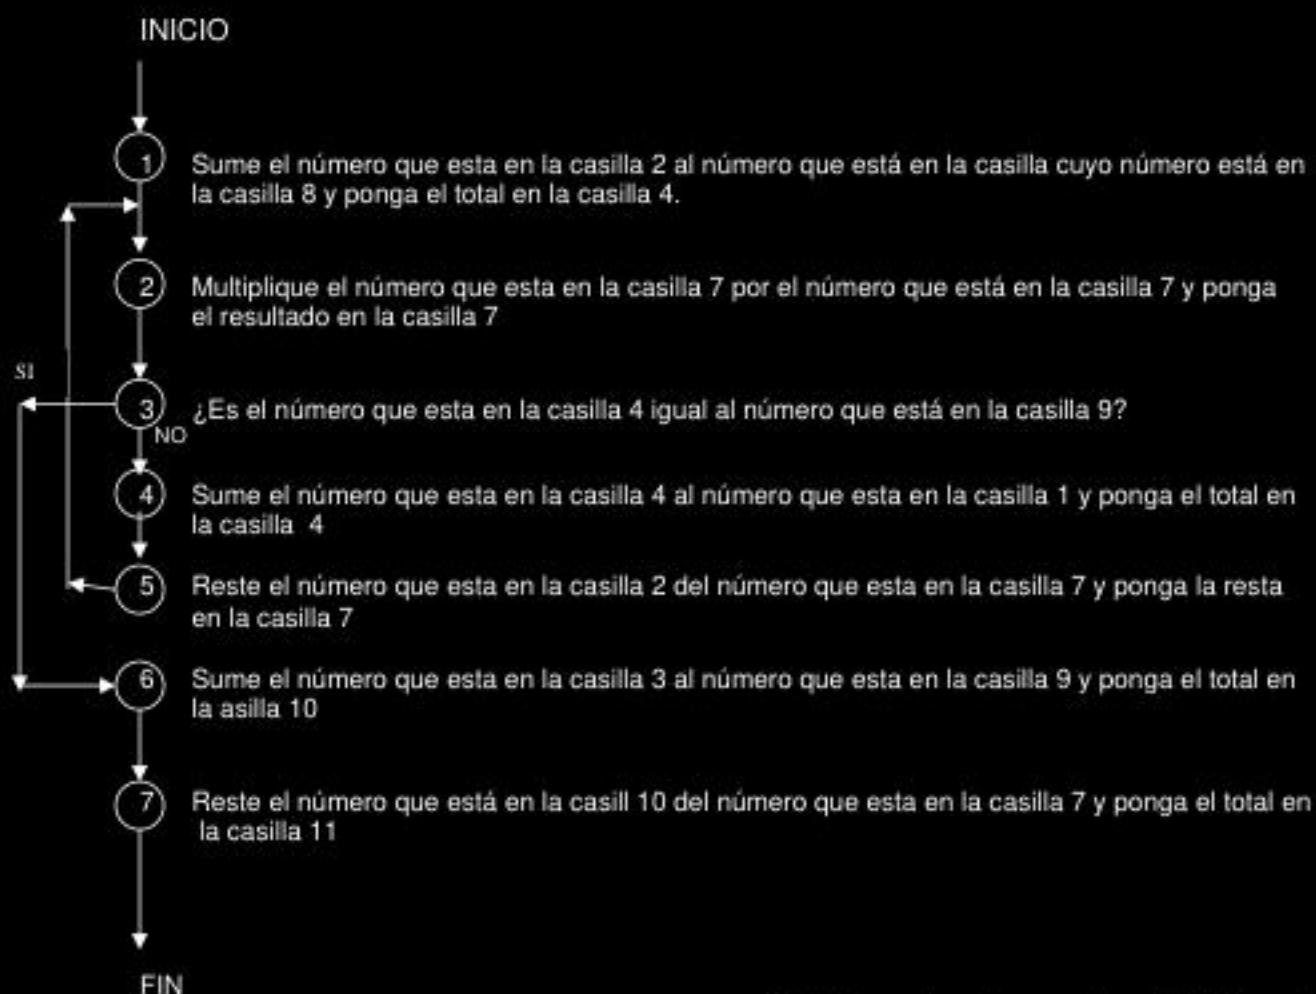 INICIO
1 Sume el número que esta en la casilla 2 al número que está en la casilla cuyo número está en
la casilla 8 y ponga el total en la casilla 4.
2 Multiplique el número que esta en la casilla 7 por el número que está en la casilla 7 y ponga
el resultado en la casilla 7
SI
3 ¿Es el número que esta en la casilla 4 igual al número que está en la casilla 9?
NO
4 Sume el número que esta en la casilla 4 al número que esta en la casilla 1 y ponga el total en
la casilla 4
5 Reste el número que esta en la casilla 2 del número que esta en la casilla 7 y ponga la resta
en la casilla 7
6 Sume el número que esta en la casilla 3 al número que esta en la casilla 9 y ponga el total en
la asilla 10
7 Reste el número que está en la casill 10 del número que esta en la casilla 7 y ponga el total en
la casilla 11
FIN